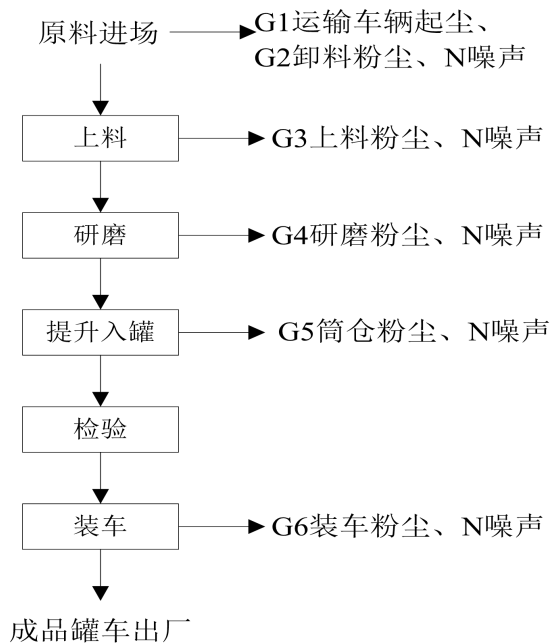 原料进场
G1运输车辆起尘、
G2卸料粉尘、N噪声
上料
G3上料粉尘、N噪声
研磨
G4研磨粉尘、N噪声
提升入罐
G5筒仓粉尘、N噪声
检验
装车
G6装车粉尘、N噪声
成品罐车出厂